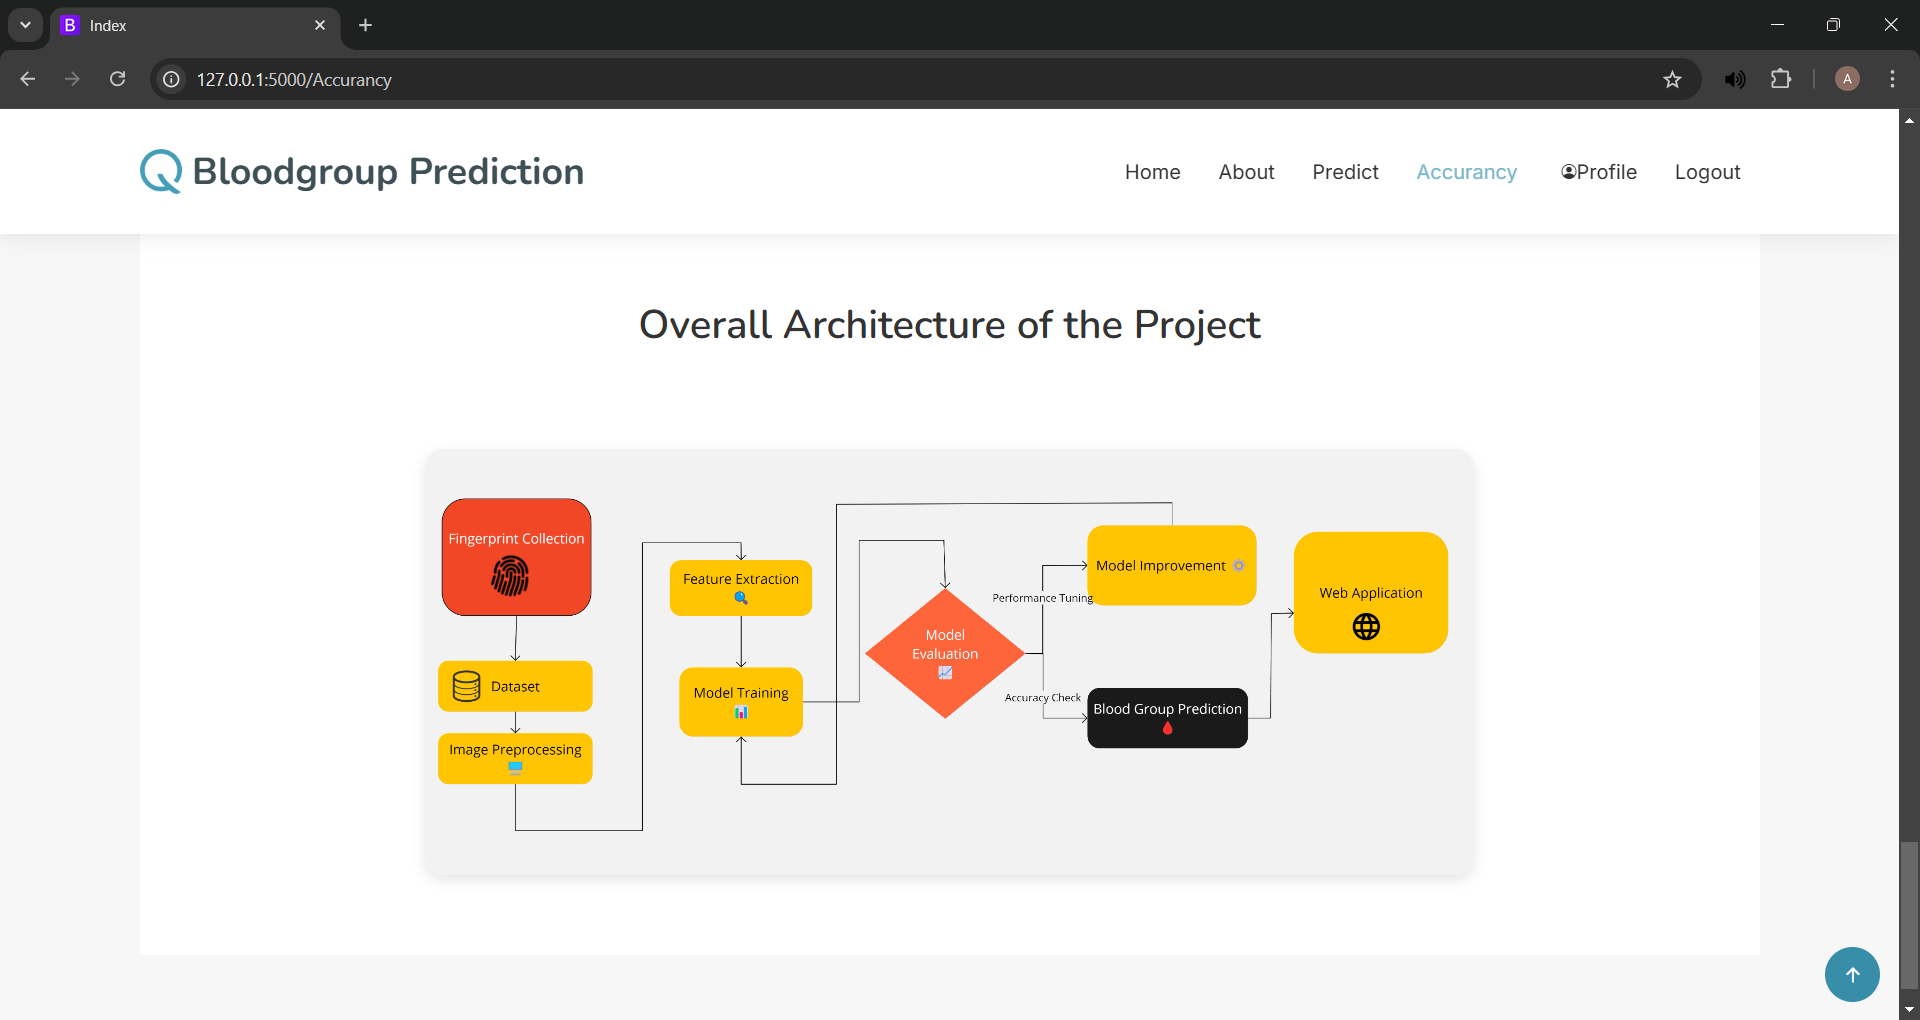 Index
127.0.0.1:5000/Accurancy
A
Bloodgroup Prediction
Home
About
Predict
Accurancy
Profile
Logout
Overall Architecture of the Project
Fingerprint Collection
Dataset
Image Preprocessing
Feature Extraction
Model Training
Model
Evaluation
Performance Tuning
Accuracy Check
Model Improvement
Blood Group Prediction
Web Application